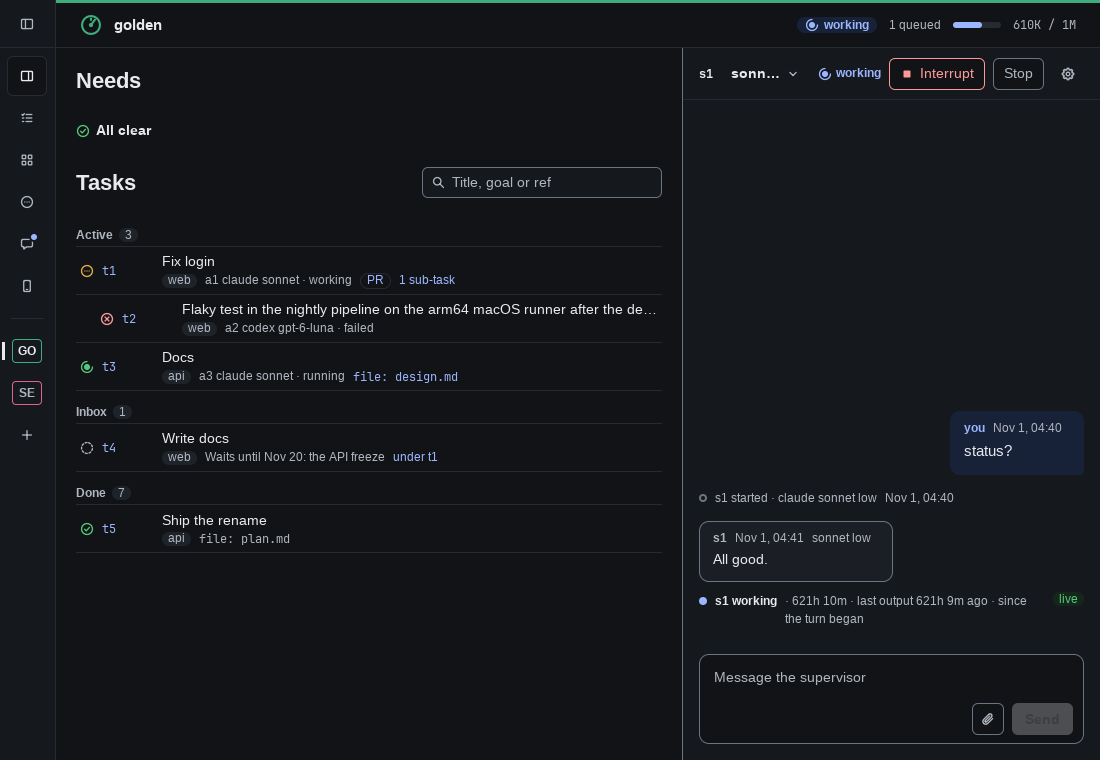 golden
working
1 queued
610K / 1M
GO
SE
Needs
All clear
Tasks
Title, goal or ref
Active 3
t1
Fix login
web a1 claude sonnet · working PR 1 sub-task
t2
Flaky test in the nightly pipeline on the arm64 macOS runner after the de…
web a2 codex gpt-6-luna · failed
t3
Docs
api a3 claude sonnet · running file: design.md
Inbox 1
t4
Write docs
web Waits until Nov 20: the API freeze under t1
Done 7
t5
Ship the rename
api file: plan.md
s1 sonn… working Interrupt Stop
you Nov 1, 04:40
status?
s1 started · claude sonnet low Nov 1, 04:40
s1 Nov 1, 04:41 sonnet low
All good.
s1 working · 621h 10m · last output 621h 9m ago · since
the turn began
live
Message the supervisor
Send